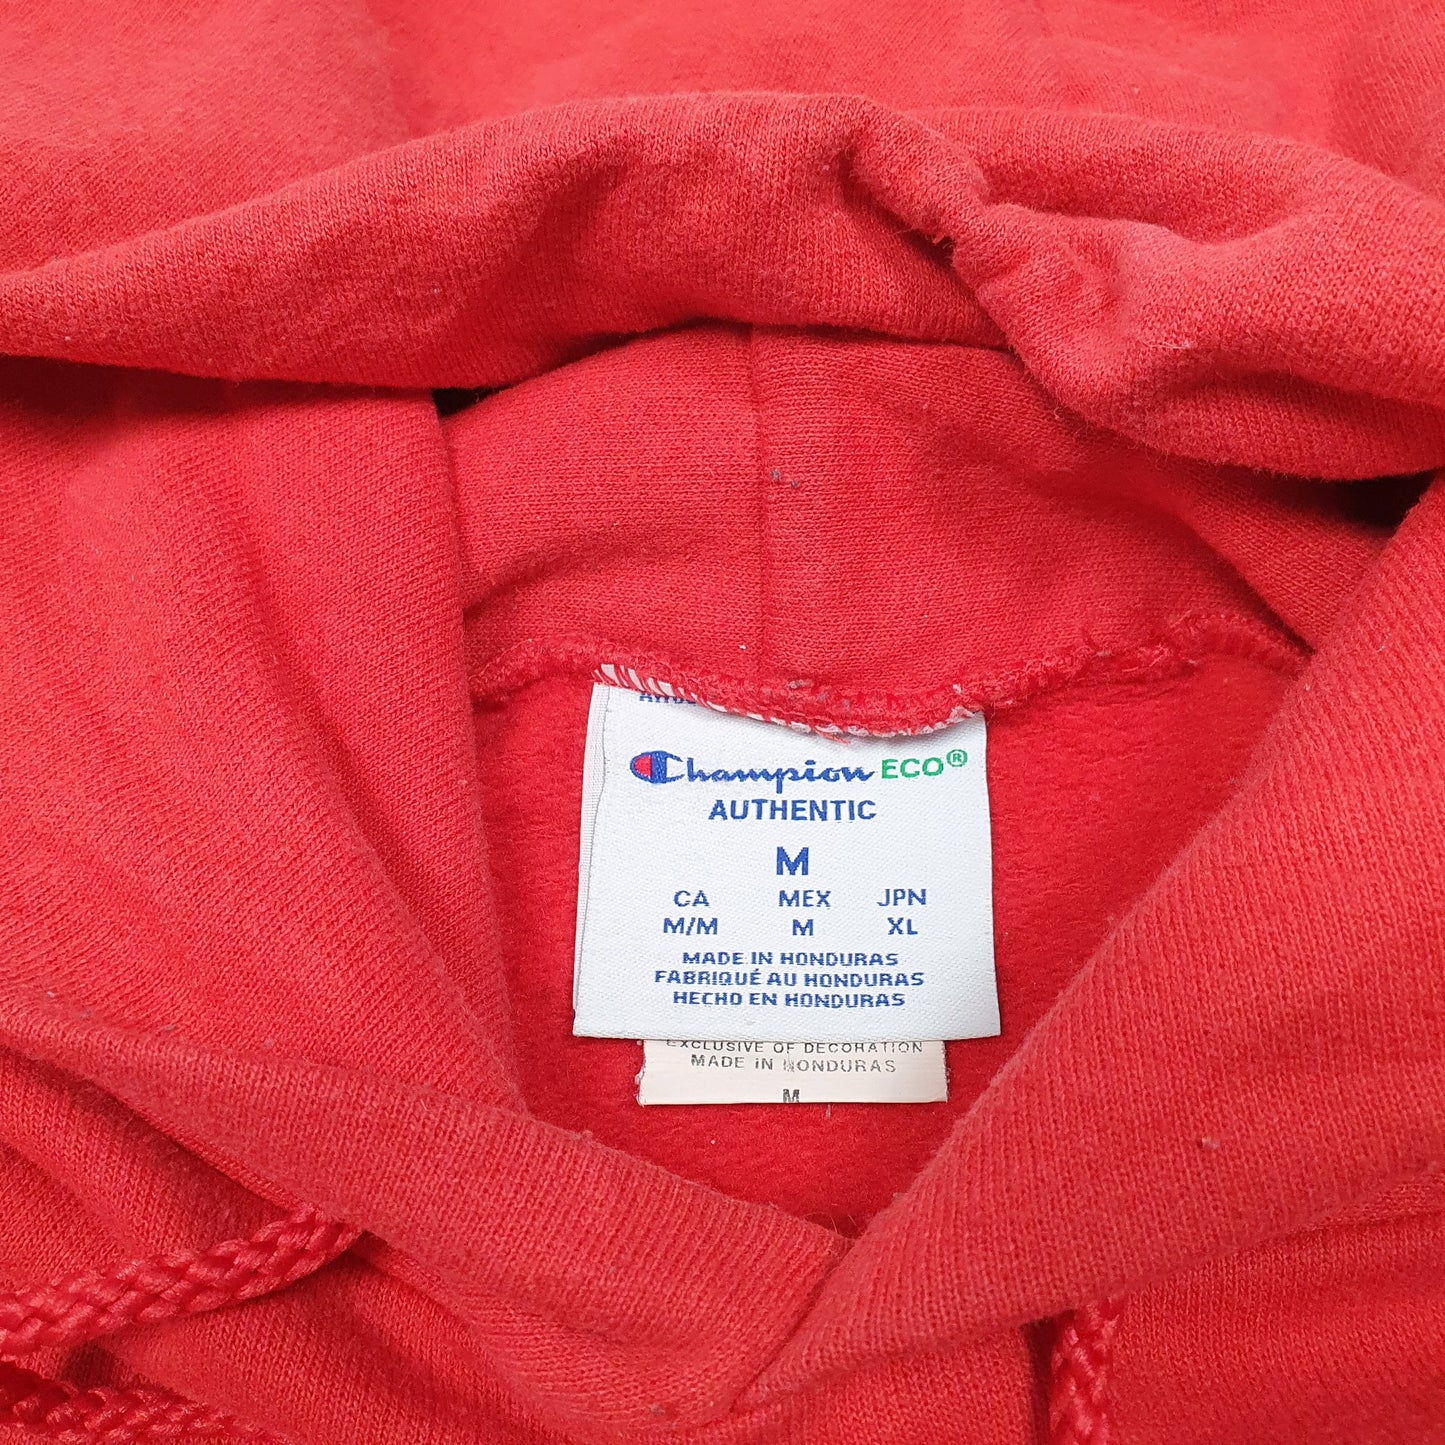 Champion ECO®
AUTHENTIC
M
CA MEX JPN
M/M M XL
MADE IN HONDURAS
FABRIQUÉ AU HONDURAS
HECHO EN HONDURAS
EXCLUSIVE OF DECORATION
MADE IN HONDURAS
M